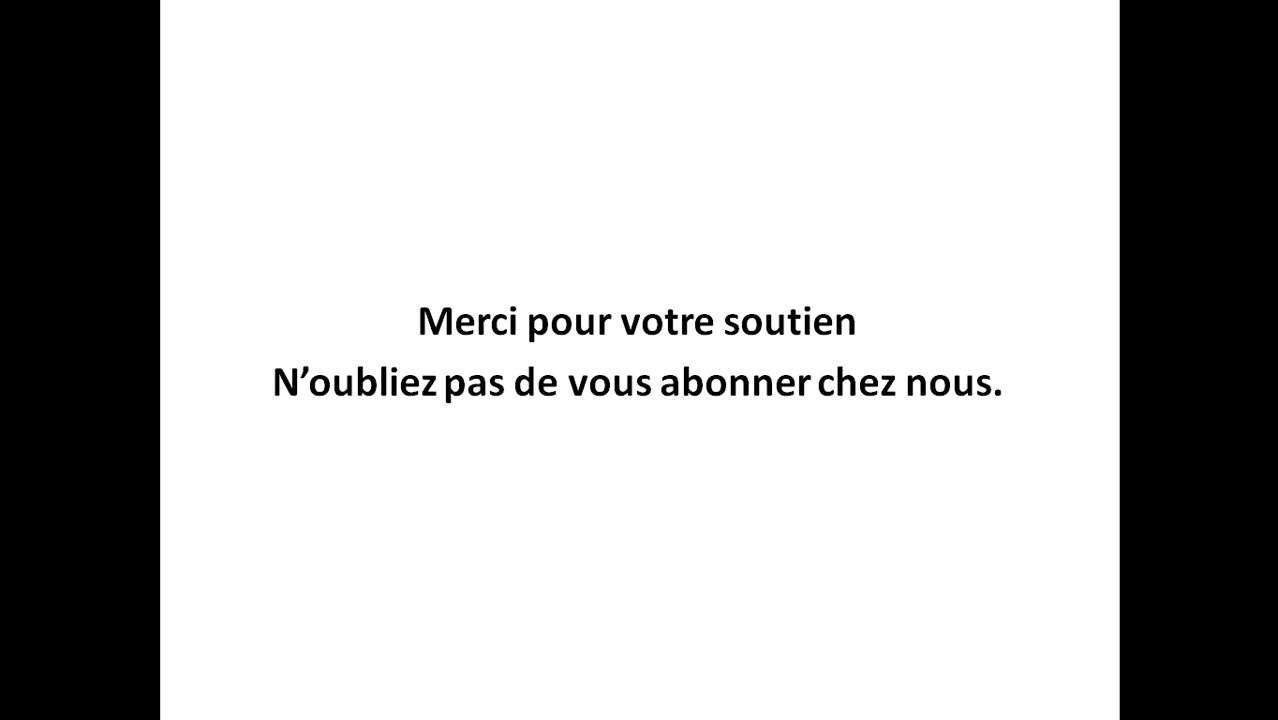 Merci pour votre soutien
N’oubliez pas de vous abonner chez nous.